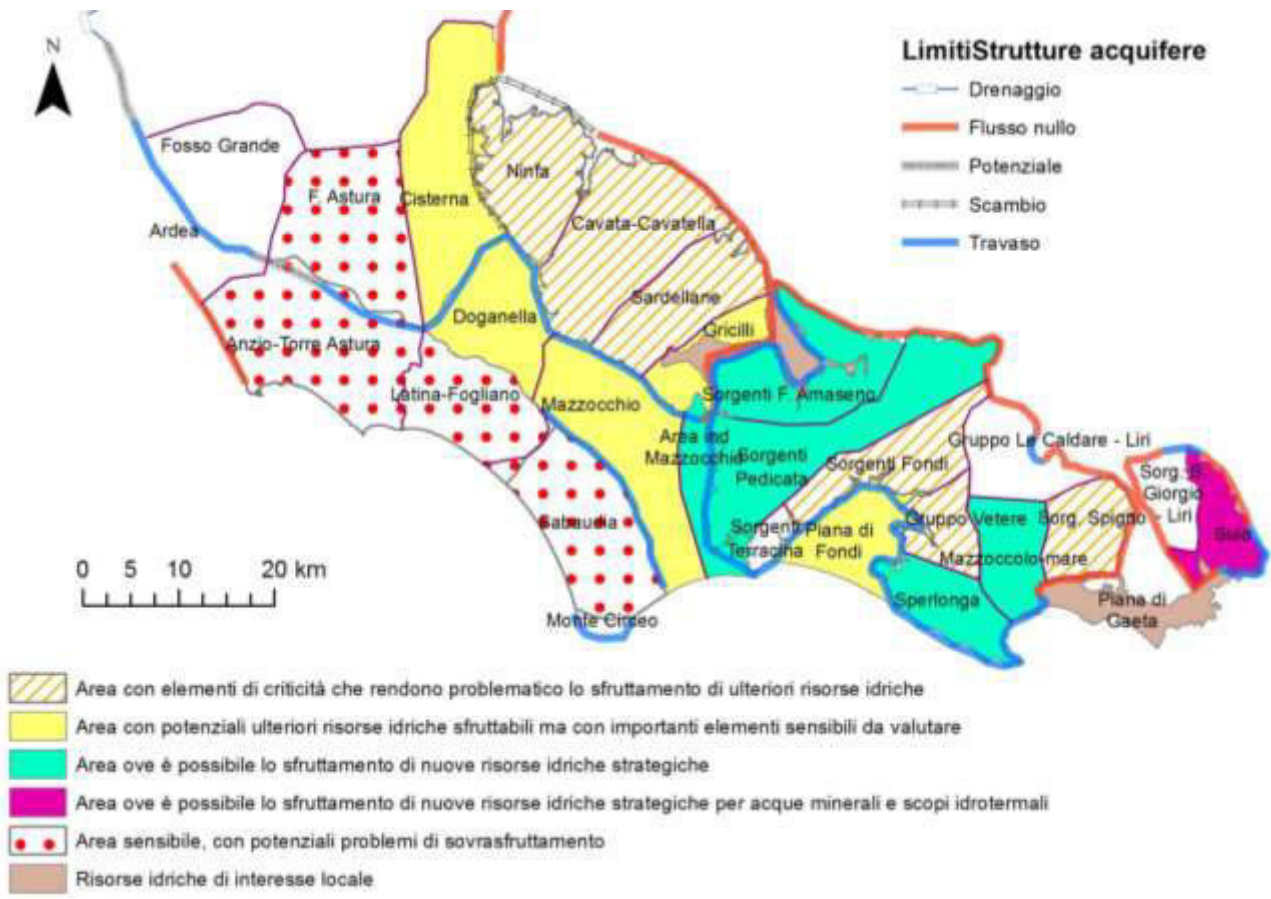 N
LimitiStrutture acquifere
Drenaggio
Flusso nullo
Potenziale
Scambio
Travaso
Fosso Grande
Ninfa
F. Astura
Cisterna
Ardea
Cavata-Cavatella
Sardellane
Doganella
Gricilli
Anzio-Torre Astura
Latina-Fogliano
Mazzocchio
Sorgenti F. Amaseno
Area ind
Mazzocchio
Sorgenti
Pedicata
Sorgenti Fondi
Gruppo Le Caldare - Liri
Sorg. S.
Giorgio
- Liri
Suio
Sabaudia
Sorgenti
Terracina
Piana di
Fondi
Gruppo Vetere
Sorg. Spigno
Mazzoccolo-mare
Sperlonga
Piana di
Gaeta
Monte Circeo
0 5 10 20 km
Area con elementi di criticità che rendono problematico lo sfruttamento di ulteriori risorse idriche
Area con potenziali ulteriori risorse idriche sfruttabili ma con importanti elementi sensibili da valutare
Area ove è possibile lo sfruttamento di nuove risorse idriche strategiche
Area ove è possibile lo sfruttamento di nuove risorse idriche strategiche per acque minerali e scopi idrotermali
Area sensibile, con potenziali problemi di sovrasfruttamento
Risorse idriche di interesse locale